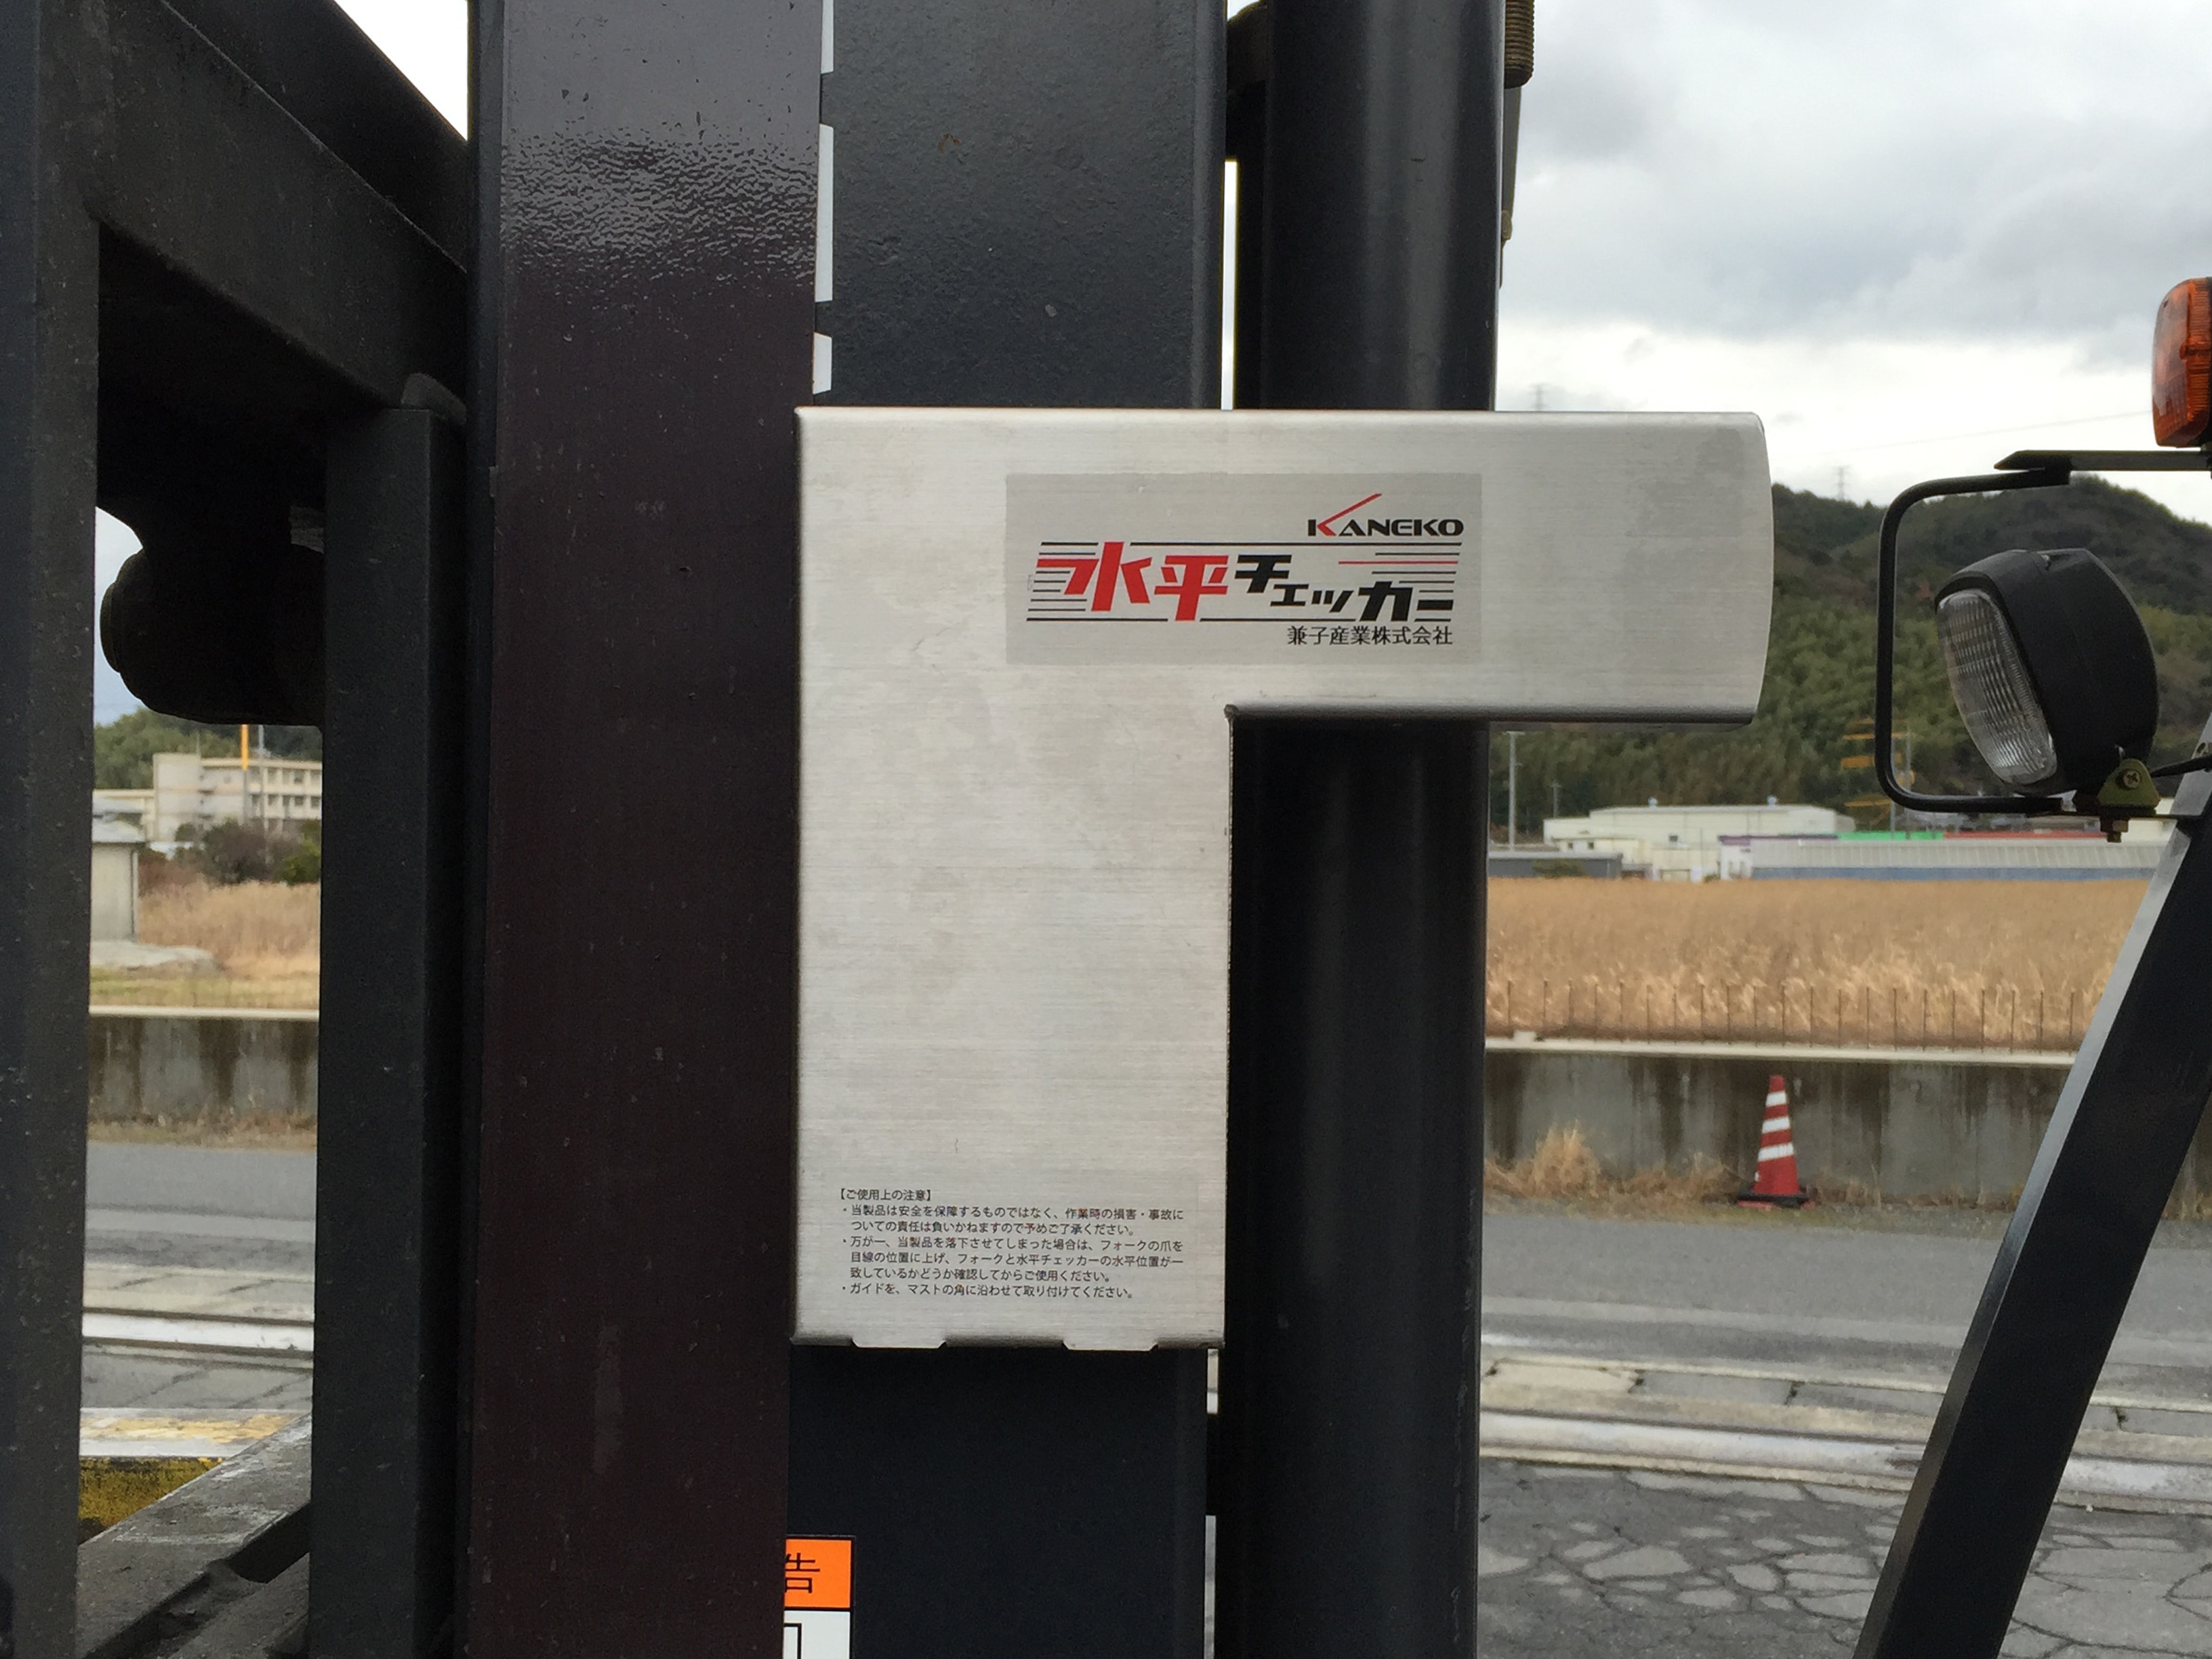 KANEKO
水平チェッカー
兼子産業株式会社
【ご使用上の注意】
・当製品は安全を保障するものではなく、作業時の損害・事故に
ついての責任は負いかねますので予めご了承ください。
・万が一、当製品を落下させてしまった場合は、フォークの爪を
目線の位置に上げ、フォークと水平チェッカーの水平位置が一
致しているかどうか確認してからご使用ください。
・ガイドを、マストの角に沿わせて取り付けてください。
告